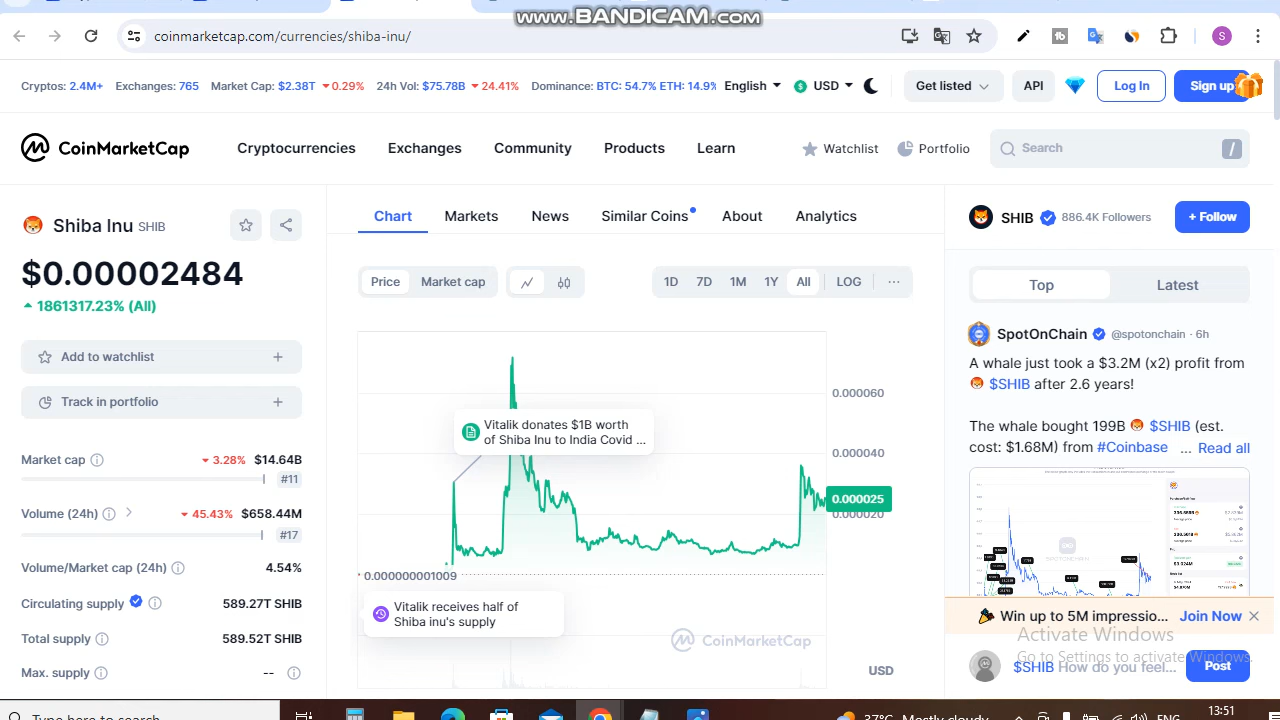 www.BANDICAM.com
coinmarketcap.com/currencies/shiba-inu/
S
Cryptos: 2.4M+ Exchanges: 765 Market Cap: $2.38T 0.29% 24h Vol: $75.78B 24.41% Dominance: BTC: 54.7% ETH: 14.9% English USD Get listed API Log In Sign up
CoinMarketCap Cryptocurrencies Exchanges Community Products Learn Watchlist Portfolio Search /
Shiba Inu SHIB
$0.00002484
1861317.23% (All)
Add to watchlist +
Track in portfolio +
Market cap 3.28% $14.64B
#11
Volume (24h) 45.43% $658.44M
#17
Volume/Market cap (24h) 4.54%
Circulating supply 589.27T SHIB
Total supply 589.52T SHIB
Max. supply --
Chart Markets News Similar Coins About Analytics
Price Market cap 1D 7D 1M 1Y All LOG ...
0.000060
Vitalik donates $1B worth
of Shiba Inu to India Covid ...
0.000040
0.000025
0.000020
0.000000001009
Vitalik receives half of
Shiba inu's supply
CoinMarketCap
USD
SHIB 886.4K Followers + Follow
Top Latest
SpotOnChain @spotonchain · 6h
A whale just took a $3.2M (x2) profit from
$SHIB after 2.6 years!
The whale bought 199B $SHIB (est.
cost: $1.68M) from #Coinbase ... Read all
Win up to 5M impressio... Join Now
Activate Windows
Go to Settings to activate Windows.
$SHIB How do you feel... Post
Type here to search
37°C Mostly cloudy ENG 13:51